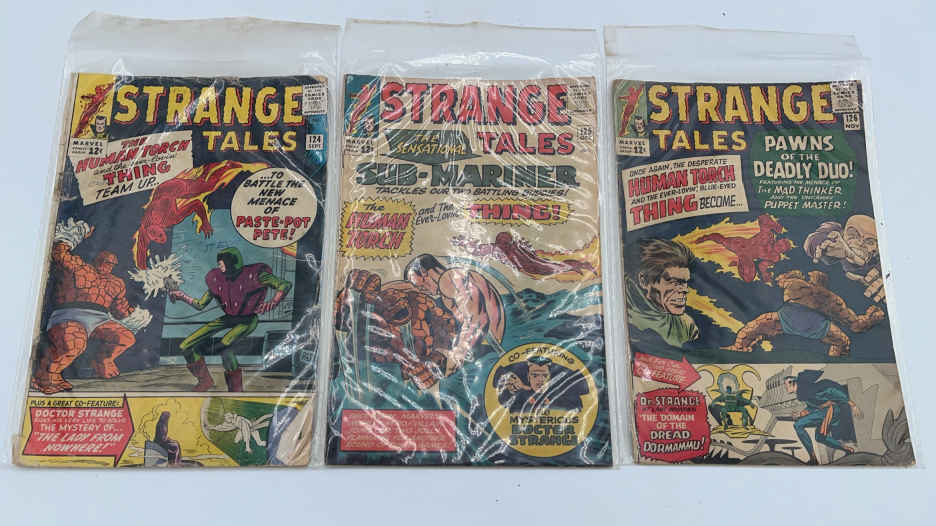 STRANGE
TALES
MARVEL
12¢
124
SEPT
THE
HUMAN TORCH
THING
TEAM UP...
...TO
BATTLE THE
NEW
MENACE
OF
PASTE-POT
PETE!
PLUS A GREAT CO-FEATURE:
DOCTOR STRANGE
THE MYSTERY OF...
"THE LADY FROM
NOWHERE!"
STRANGE
TALES
MARVEL
125
OCT
THE
SENSATIONAL
SUB-MARINER
TACKLES OUR TWO BATTLING BUDDIES!
THE
HUMAN
TORCH
and The
Ever-Lovin'
THING!
CO-FEATURING
THE
MYSTERIOUS
DOCTOR
STRANGE
STRANGE
TALES
MARVEL
12¢
126
NOV
ONCE AGAIN, THE DESPERATE
HUMAN TORCH
AND THE EVER-LOVIN', BLUE-EYED
THING BECOME...
PAWNS
OF THE
DEADLY DUO!
FEATURING THE MENACE OF
THE MAD THINKER
AND THE UNCANNY
PUPPET MASTER!
DR. STRANGE
THE DOMAIN
OF THE
DREAD
DORMAMMU!